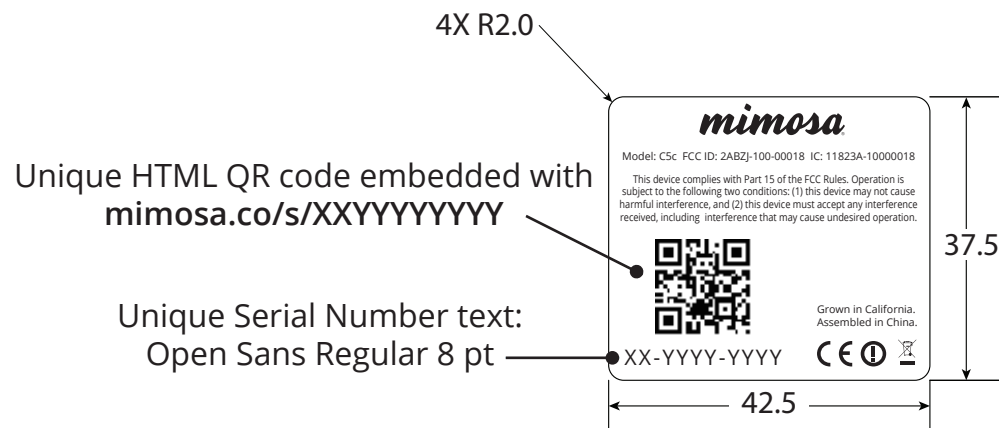 4X R2.0
mimosa
Model: C5c FCC ID: 2ABZJ-100-00018 IC: 11823A-10000018
This device complies with Part 15 of the FCC Rules. Operation is
subject to the following two conditions: (1) this device may not cause
harmful interference, and (2) this device must accept any interference
received, including interference that may cause undesired operation.
Unique HTML QR code embedded with
mimosa.co/s/XXYYYYYYYY
37.5
Grown in California.
Assembled in China.
Unique Serial Number text:
Open Sans Regular 8 pt
XX-YYYY-YYYY
CE
42.5